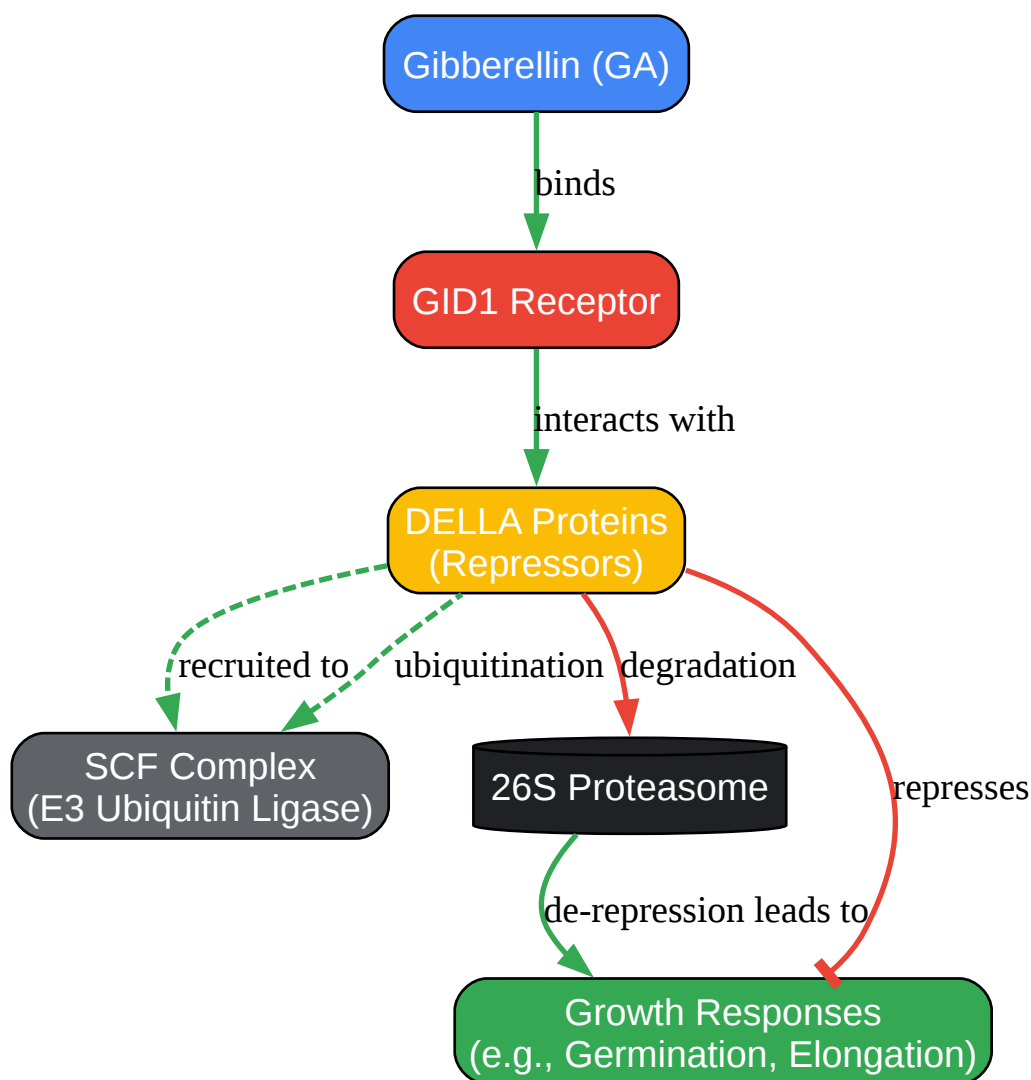 Gibberellin (GA)
binds
GID1 Receptor
interacts with
DELLA Proteins
(Repressors)
recruited to
ubiquitination
degradation
SCF Complex
(E3 Ubiquitin Ligase)
26S Proteasome
represses
de-repression leads to
Growth Responses
(e.g., Germination, Elongation)